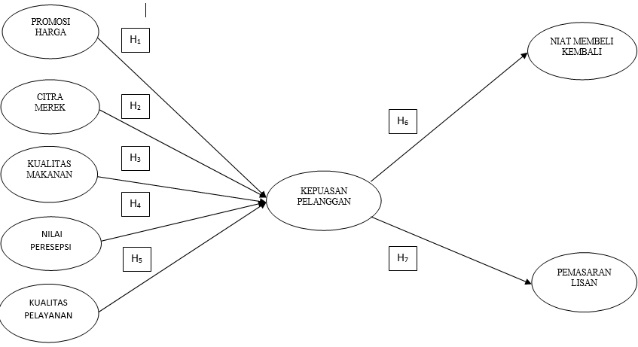 PROMOSI
HARGA
H1
CITRA
MEREK
H2
KUALITAS
MAKANAN
H3
NILAI
PERESEPSI
H4
KUALITAS
PELAYANAN
H5
KEPUASAN
PELANGGAN
H6
NIAT MEMBELI
KEMBALI
H7
PEMASARAN
LISAN